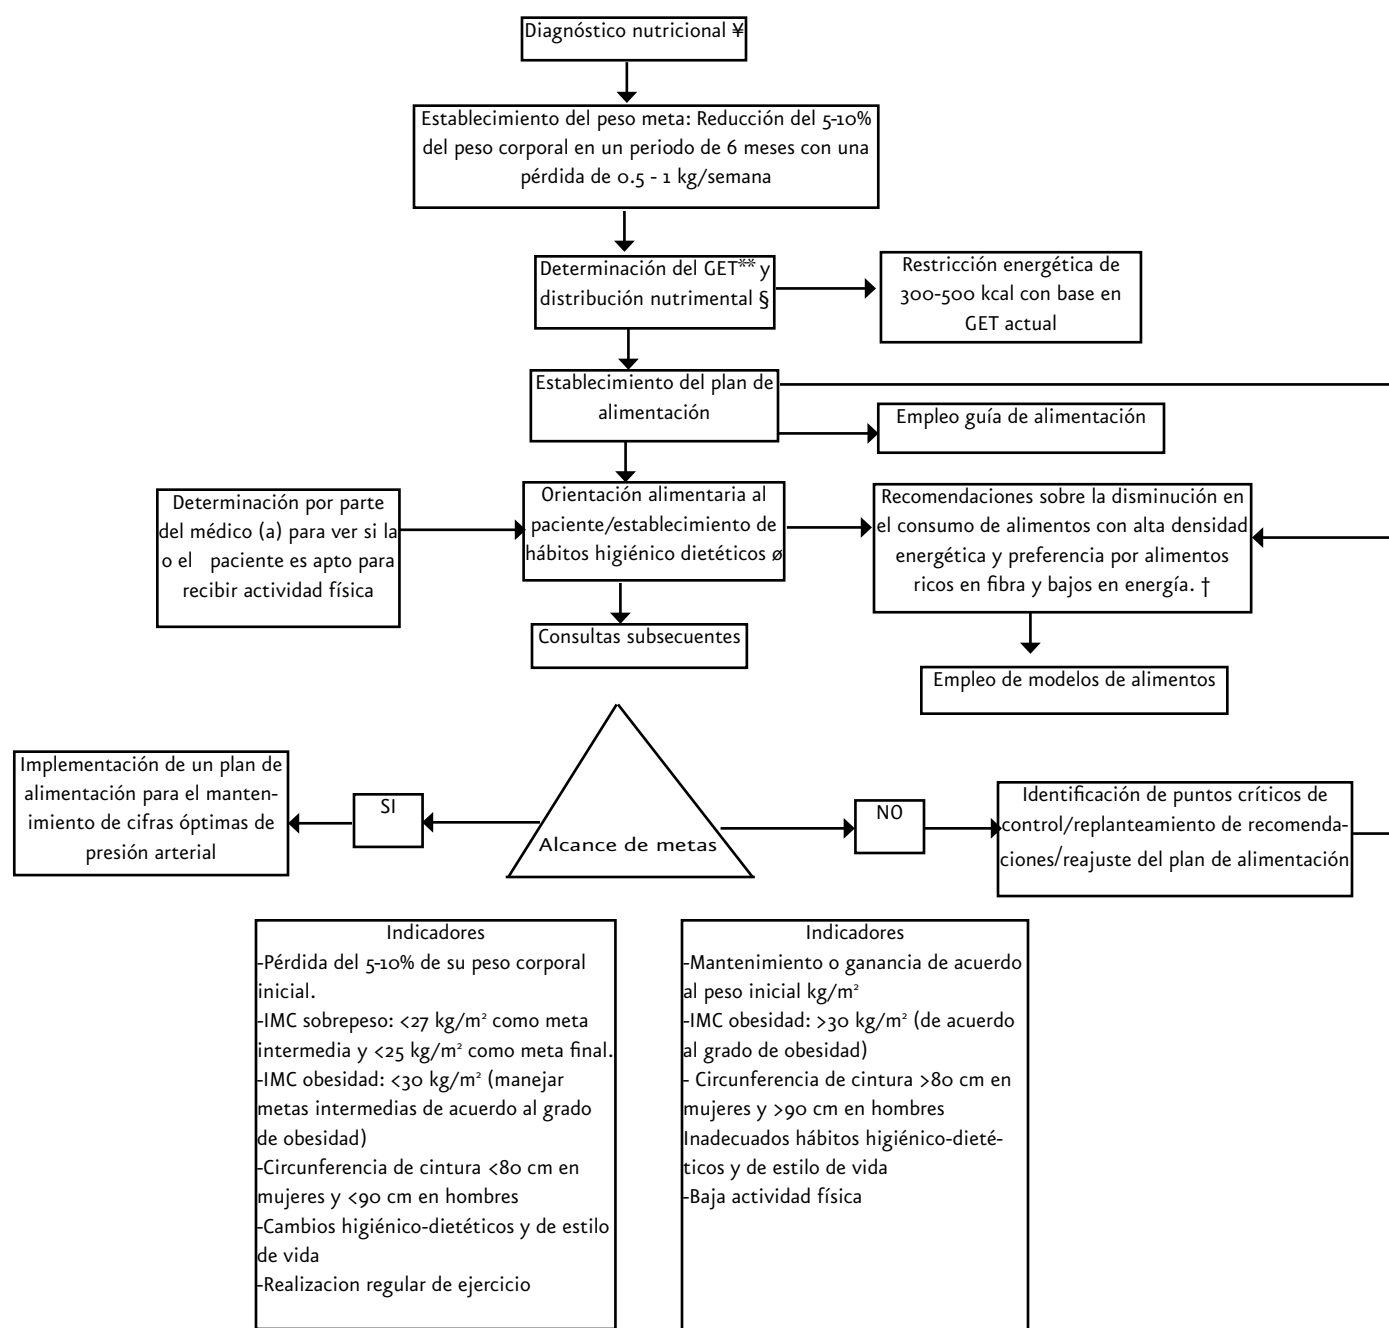 Diagnóstico nutricional ¥
Establecimiento del peso meta: Reducción del 5-10%
del peso corporal en un periodo de 6 meses con una
pérdida de 0.5 - 1 kg/semana
Determinación del GET** y
distribución nutrimental §
Restricción energética de
300-500 kcal con base en
GET actual
Establecimiento del plan de
alimentación
Empleo guía de alimentación
Determinación por parte
del médico (a) para ver si la
o el paciente es apto para
recibir actividad física
Orientación alimentaria al
paciente/establecimiento de
hábitos higiénico dietéticos ø
Recomendaciones sobre la disminución en
el consumo de alimentos con alta densidad
energética y preferencia por alimentos
ricos en fibra y bajos en energía. †
Consultas subsecuentes
Empleo de modelos de alimentos
Implementación de un plan de
alimentación para el manten-
imiento de cifras óptimas de
presión arterial
SI
Alcance de metas
NO
Identificación de puntos críticos de
control/replanteamiento de recomenda-
ciones/reajuste del plan de alimentación
Indicadores
-Pérdida del 5-10% de su peso corporal
inicial.
-IMC sobrepeso: <27 kg/m² como meta
intermedia y <25 kg/m² como meta final.
-IMC obesidad: <30 kg/m² (manejar
metas intermedias de acuerdo al grado
de obesidad)
-Circunferencia de cintura <80 cm en
mujeres y <90 cm en hombres
-Cambios higiénico-dietéticos y de estilo
de vida
-Realizacion regular de ejercicio
Indicadores
-Mantenimiento o ganancia de acuerdo
al peso inicial kg/m²
-IMC obesidad: >30 kg/m² (de acuerdo
al grado de obesidad)
- Circunferencia de cintura >80 cm en
mujeres y >90 cm en hombres
Inadecuados hábitos higiénico-dieté-
ticos y de estilo de vida
-Baja actividad física